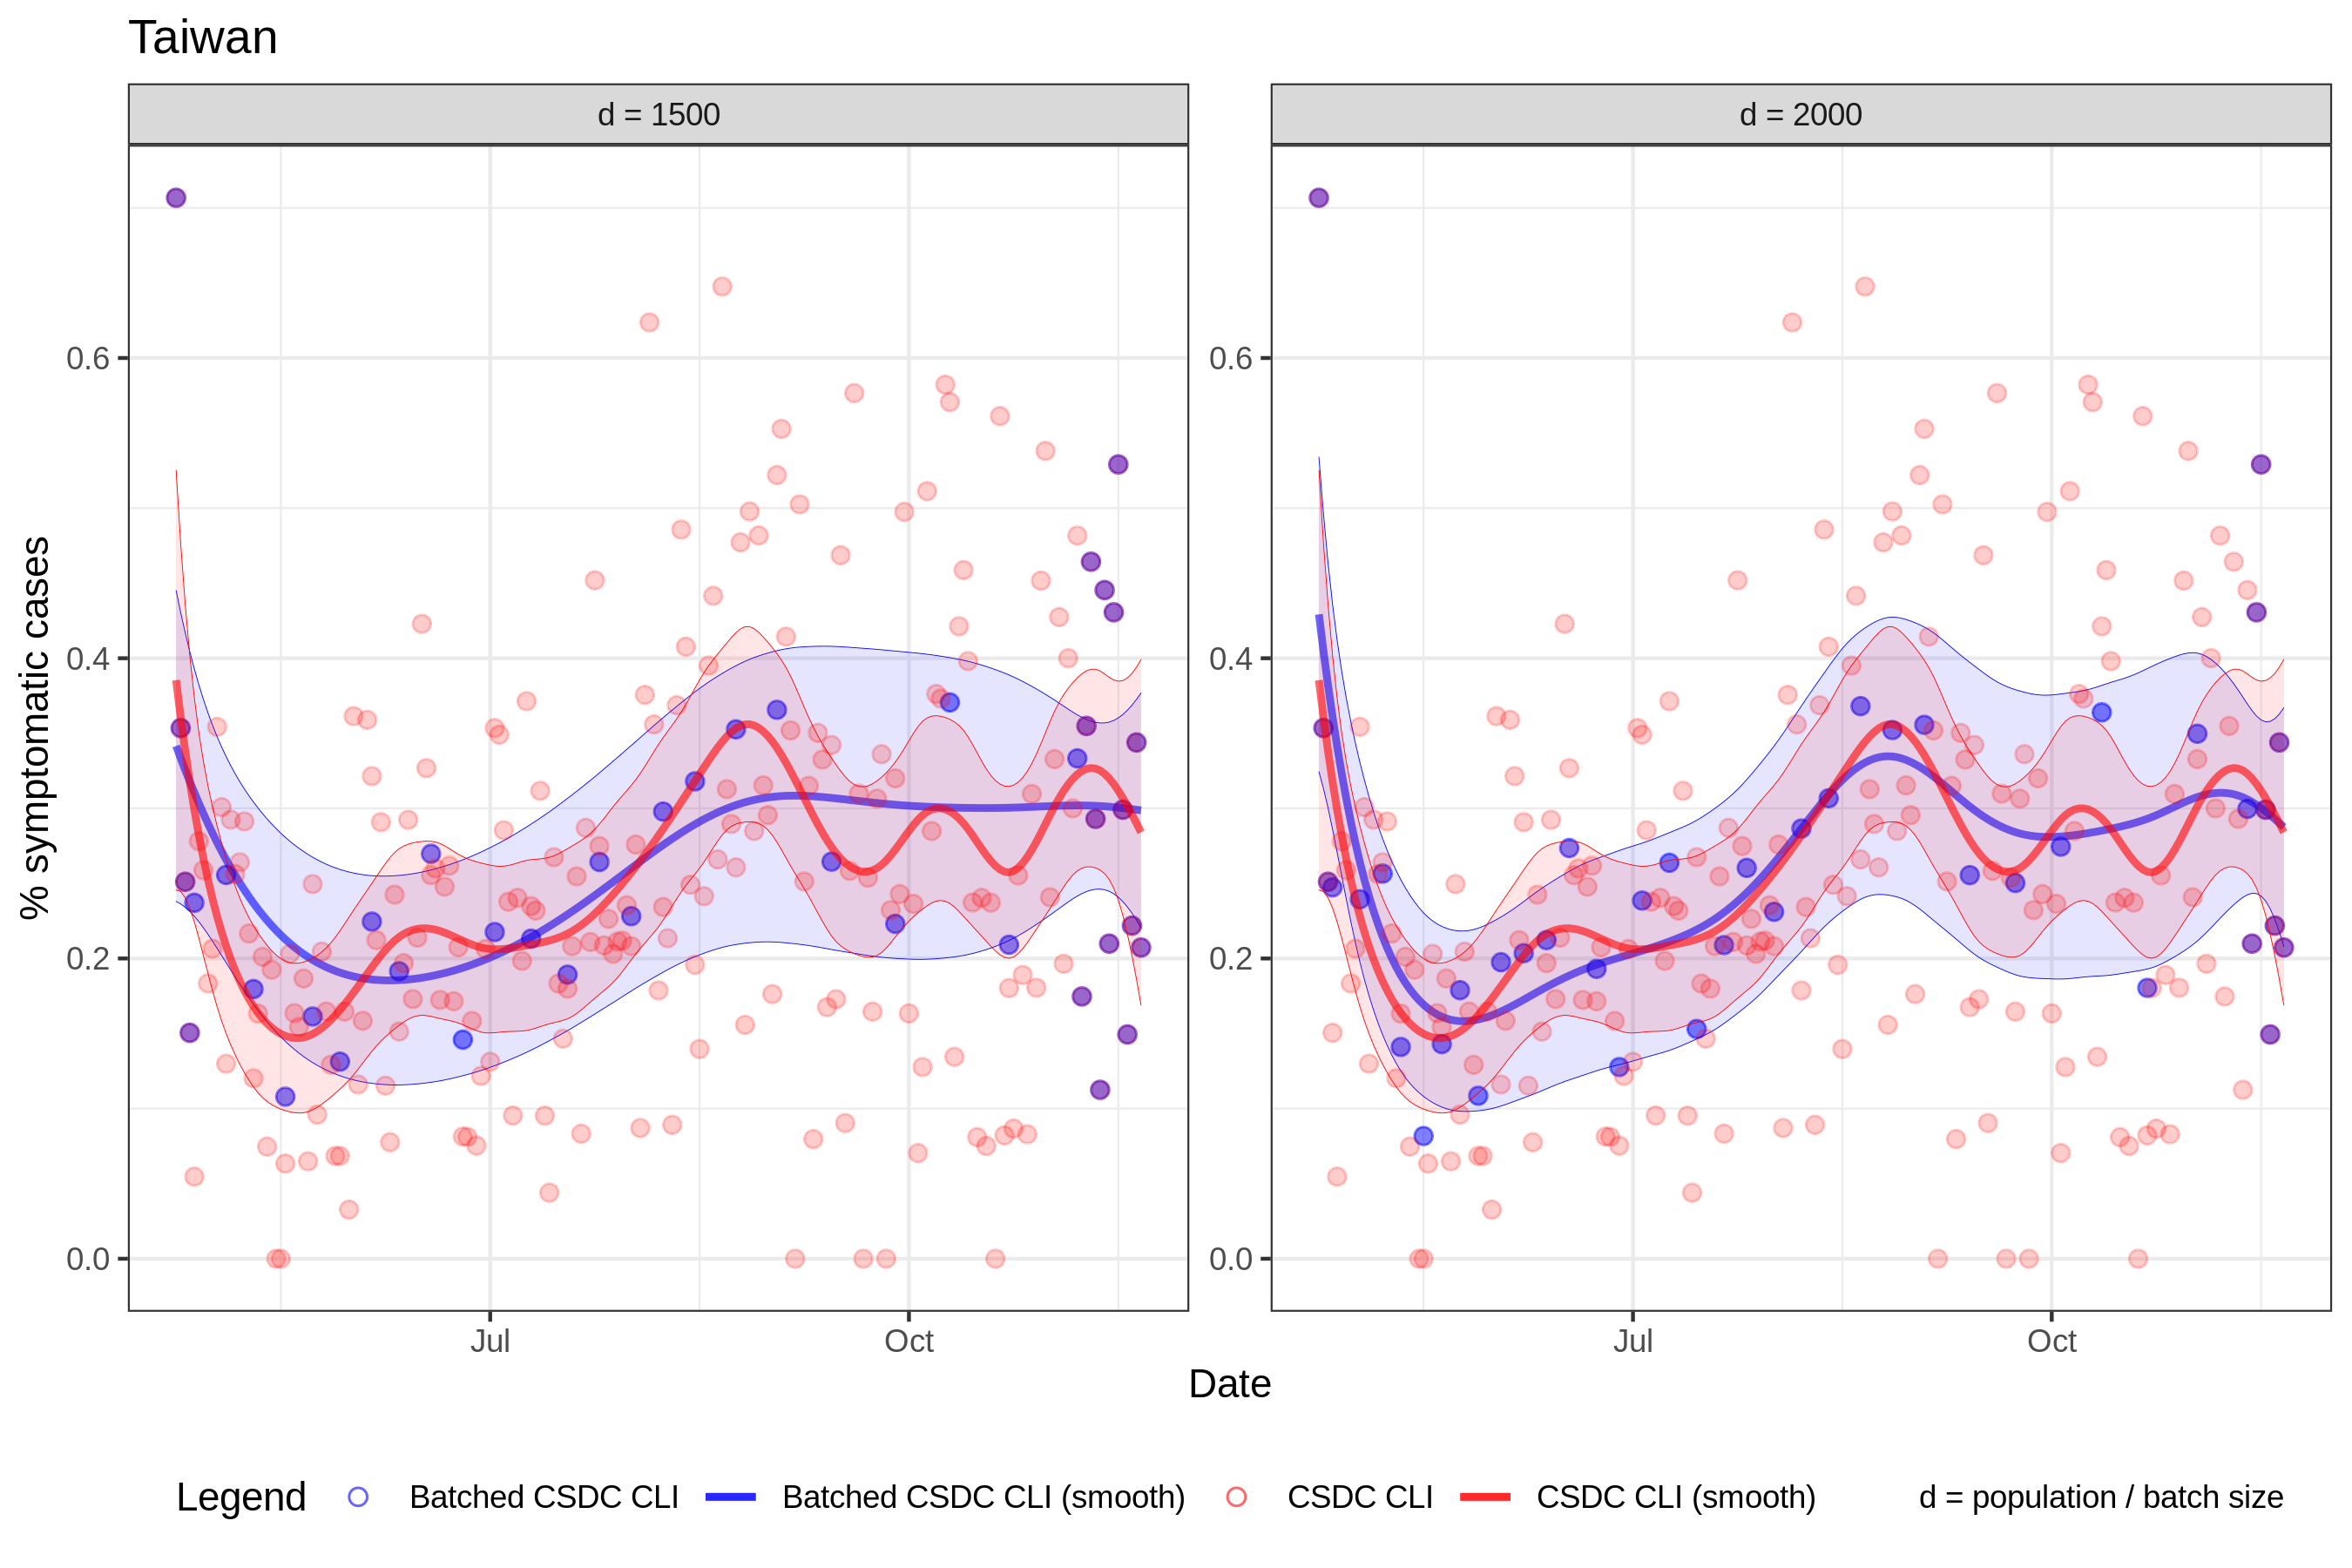 Taiwan
d = 1500
d = 2000
% symptomatic cases
0.6
0.4
0.2
0.0
0.6
0.4
0.2
0.0
Jul
Oct
Jul
Oct
Date
Legend
Batched CSDC CLI
Batched CSDC CLI (smooth)
CSDC CLI
CSDC CLI (smooth)
d = population / batch size